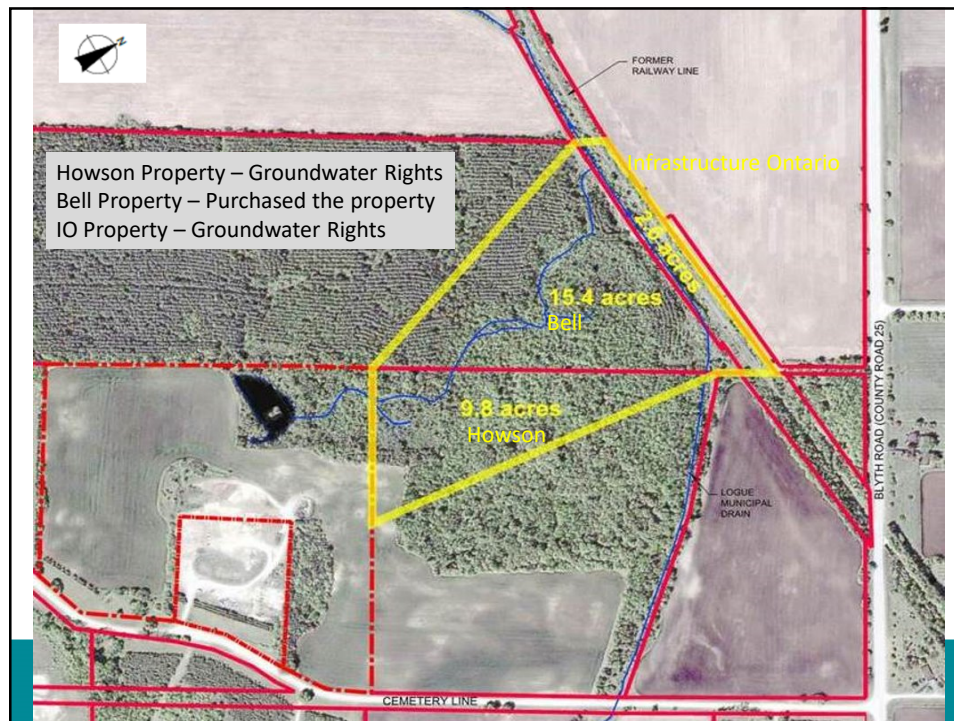 N
FORMER
RAILWAY LINE
Howson Property – Groundwater Rights
Bell Property – Purchased the property
IO Property – Groundwater Rights
Infrastructure Ontario
2.6 acres
15.4 acres
Bell
9.8 acres
Howson
BLYTH ROAD (COUNTY ROAD 25)
LOGUE
MUNICIPAL
DRAIN
CEMETERY LINE